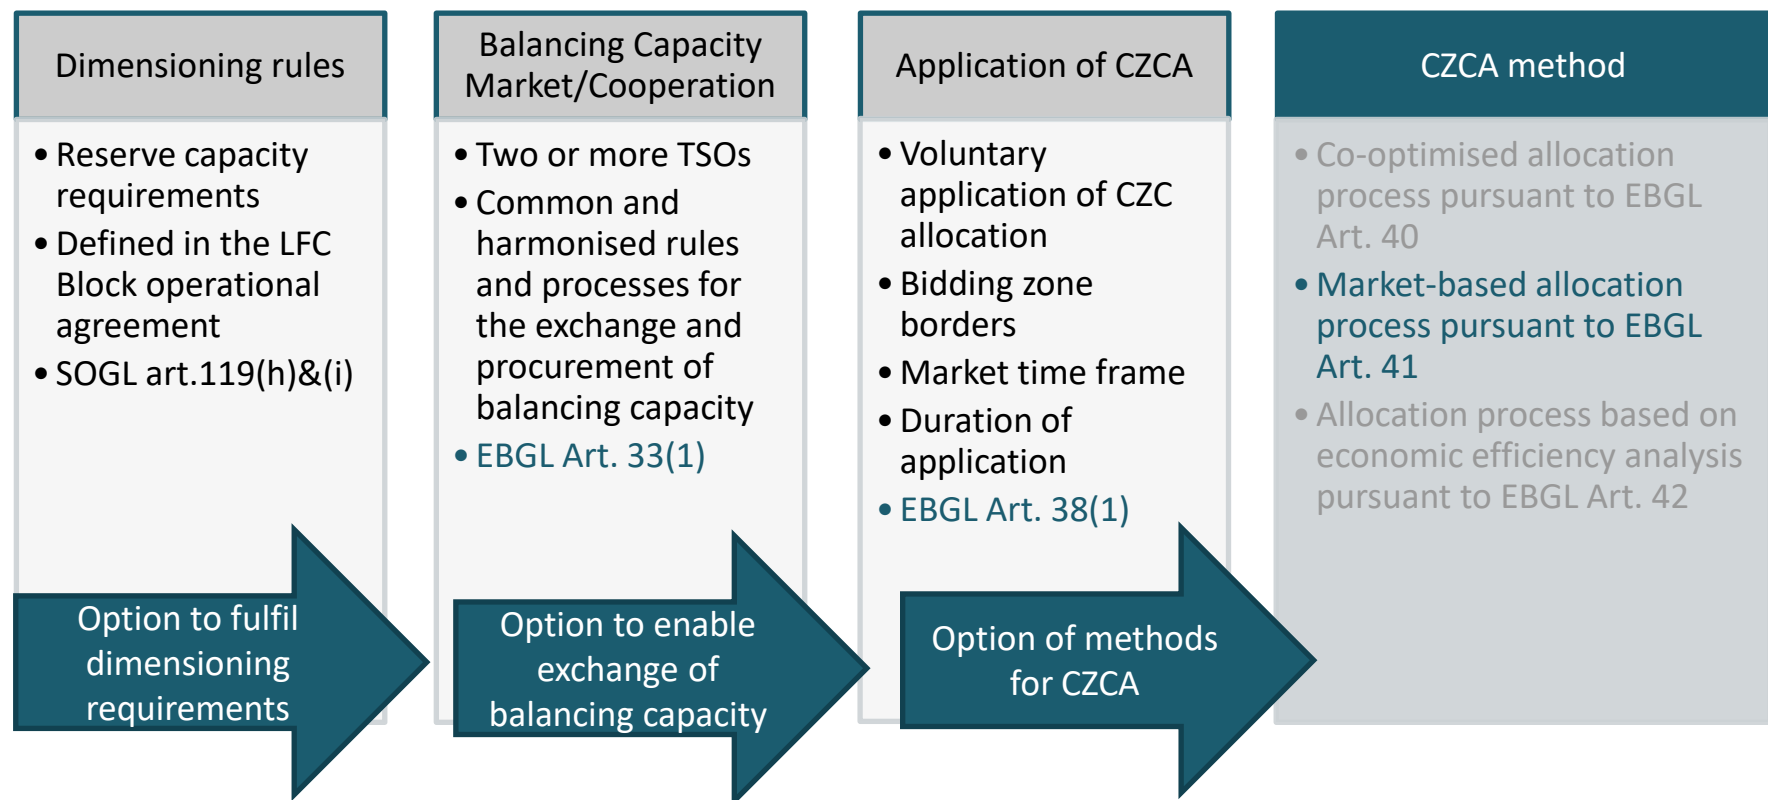 Dimensioning rules
• Reserve capacity
requirements
• Defined in the LFC
Block operational
agreement
• SOGL art.119(h)&(i)
Option to fulfil
dimensioning
requirements
Balancing Capacity
Market/Cooperation
• Two or more TSOs
• Common and
harmonised rules
and processes for
the exchange and
procurement of
balancing capacity
• EBGL Art. 33(1)
Option to enable
exchange of
balancing capacity
Application of CZCA
• Voluntary
application of CZC
allocation
• Bidding zone
borders
• Market time frame
• Duration of
application
• EBGL Art. 38(1)
Option of methods
for CZCA
CZCA method
• Co-optimised allocation
process pursuant to EBGL
Art. 40
• Market-based allocation
process pursuant to EBGL
Art. 41
• Allocation process based on
economic efficiency analysis
pursuant to EBGL Art. 42